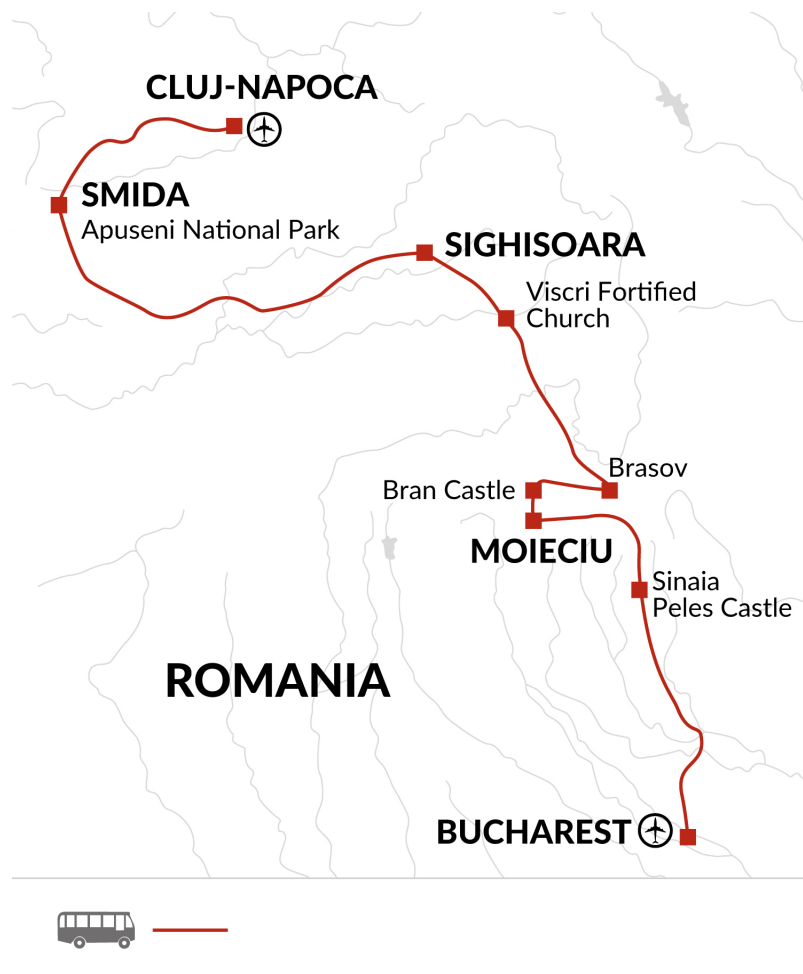 CLUJ-NAPOCA
SMIDA
Apuseni National Park
SIGHISOARA
Viscri Fortified
Church
Brasov
Bran Castle
MOIECIU
Sinaia
Peles Castle
ROMANIA
BUCHAREST